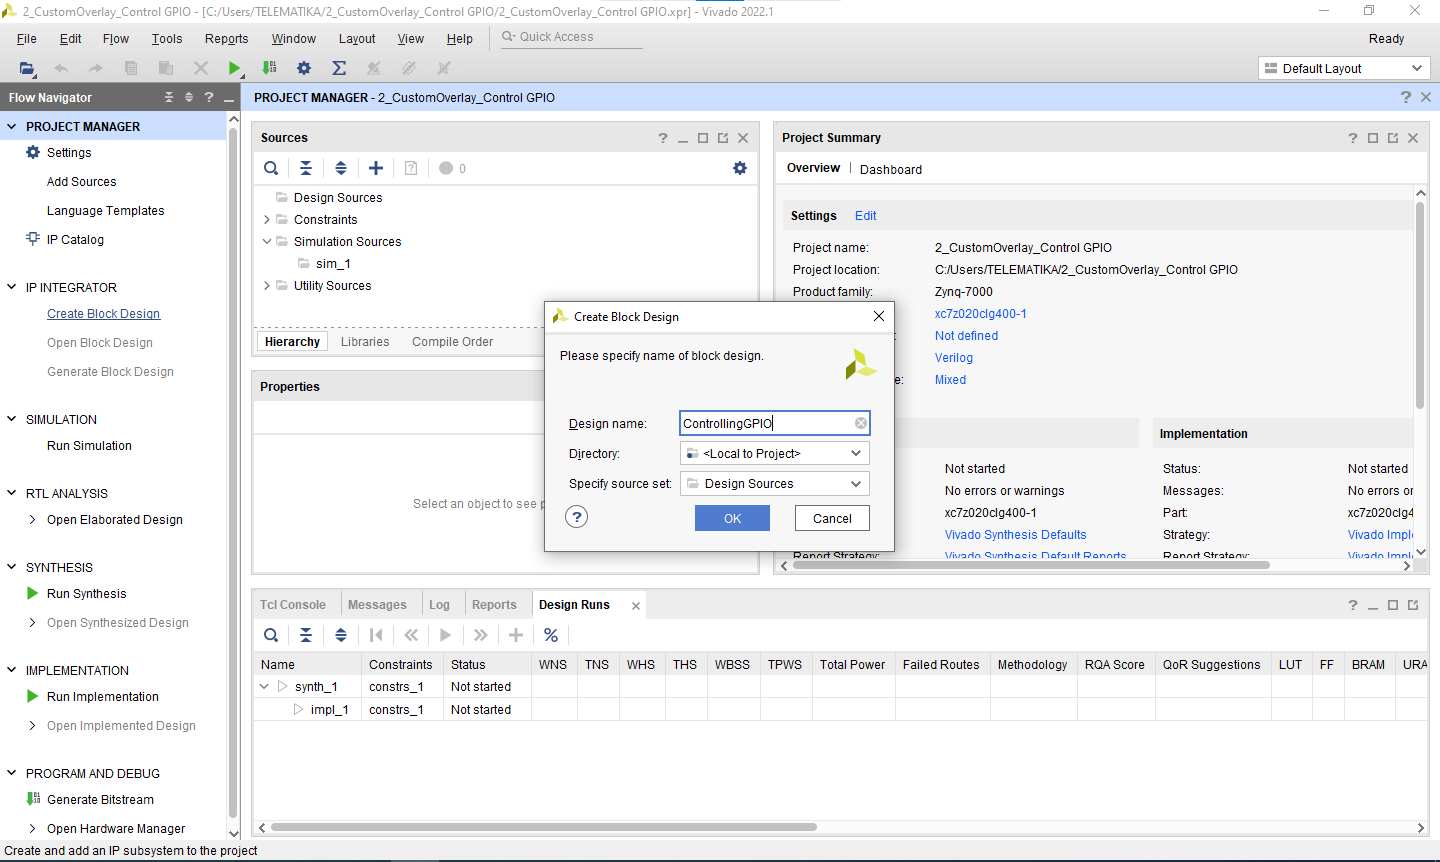 2_CustomOverlay_Control GPIO - [C:/Users/TELEMATIKA/2_CustomOverlay_Control GPIO/2_CustomOverlay_Control GPIO.xpr] - Vivado 2022.1
File Edit Flow Tools Reports Window Layout View Help Quick Access Ready
Default Layout
Flow Navigator
PROJECT MANAGER
Settings
Add Sources
Language Templates
IP Catalog
IP INTEGRATOR
Create Block Design
Open Block Design
Generate Block Design
SIMULATION
Run Simulation
RTL ANALYSIS
Open Elaborated Design
SYNTHESIS
Run Synthesis
Open Synthesized Design
IMPLEMENTATION
Run Implementation
Open Implemented Design
PROGRAM AND DEBUG
Generate Bitstream
Open Hardware Manager
PROJECT MANAGER - 2_CustomOverlay_Control GPIO
Sources
0
Design Sources
Constraints
Simulation Sources
sim_1
Utility Sources
Hierarchy Libraries Compile Order
Properties
Select an object to see p
Project Summary
Overview | Dashboard
Settings Edit
Project name: 2_CustomOverlay_Control GPIO
Project location: C:/Users/TELEMATIKA/2_CustomOverlay_Control GPIO
Product family: Zynq-7000
xc7z020clg400-1
Not defined
Verilog
e: Mixed
Implementation
Not started
No errors or warnings
xc7z020clg400-1
Vivado Synthesis Defaults
Report Strategy: Vivado Synthesis Default Reports
Status: Not started
Messages: No errors or
Part: xc7z020clg4
Strategy: Vivado Imple
Report Strategy: Vivado Imple
Create Block Design
Please specify name of block design.
Design name: ControllingGPIO
Directory: <Local to Project>
Specify source set: Design Sources
OK Cancel
Tcl Console Messages Log Reports Design Runs
Name Constraints Status WNS TNS WHS THS WBSS TPWS Total Power Failed Routes Methodology RQA Score QoR Suggestions LUT FF BRAM URA
synth_1 constrs_1 Not started
impl_1 constrs_1 Not started
Create and add an IP subsystem to the project